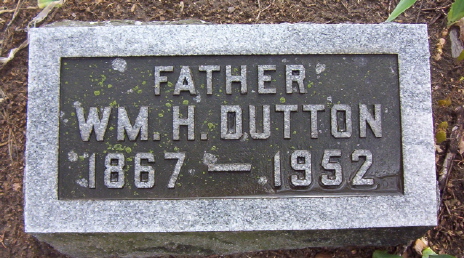 FATHER
WM. H. DUTTON
1867 — 1952